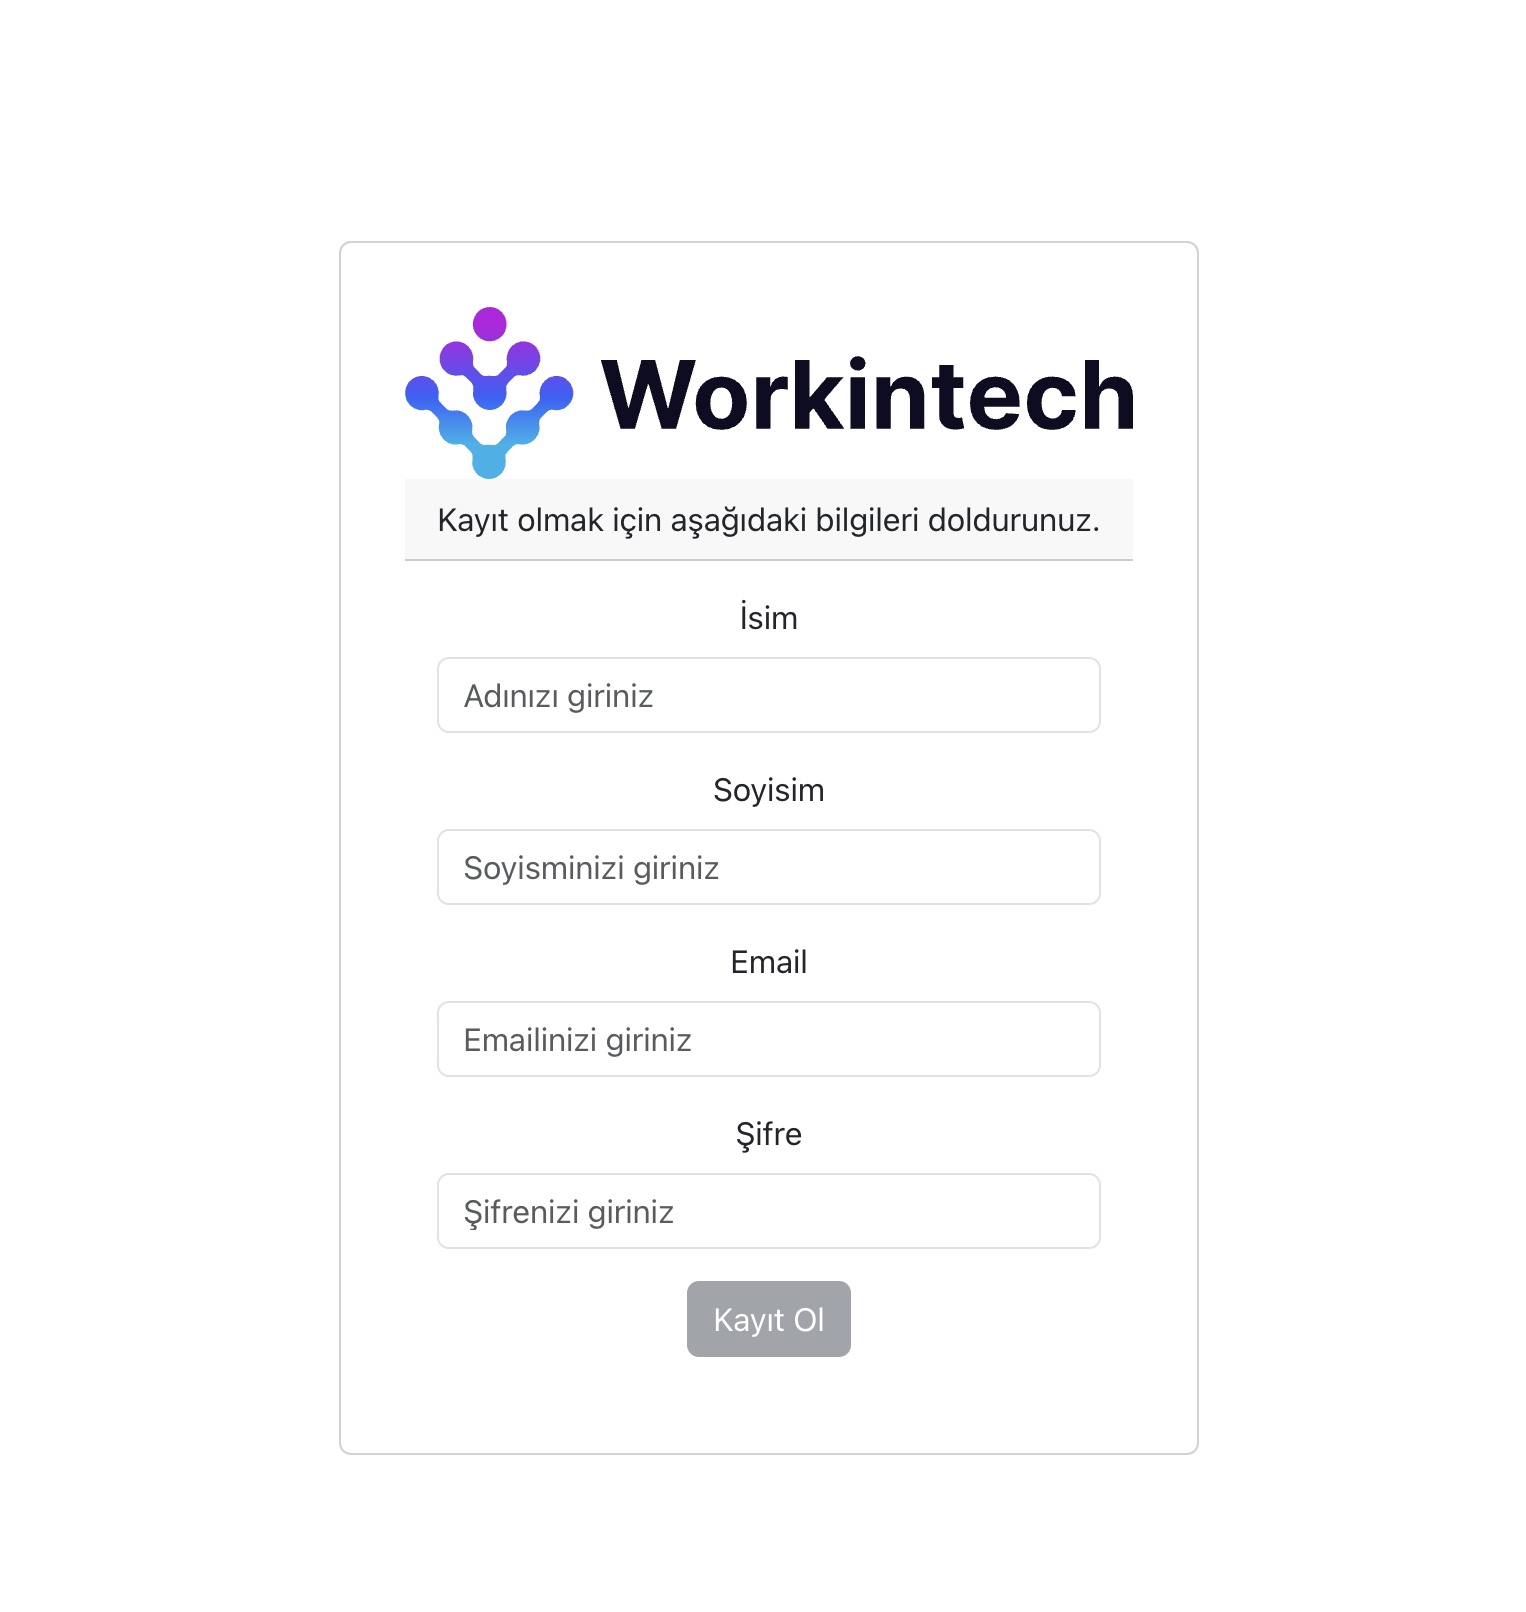 Workintech
Kayıt olmak için aşağıdaki bilgileri doldurunuz.
İsim
Adınızı giriniz
Soyisim
Soyisminizi giriniz
Email
Emailinizi giriniz
Şifre
Şifrenizi giriniz
Kayıt Ol